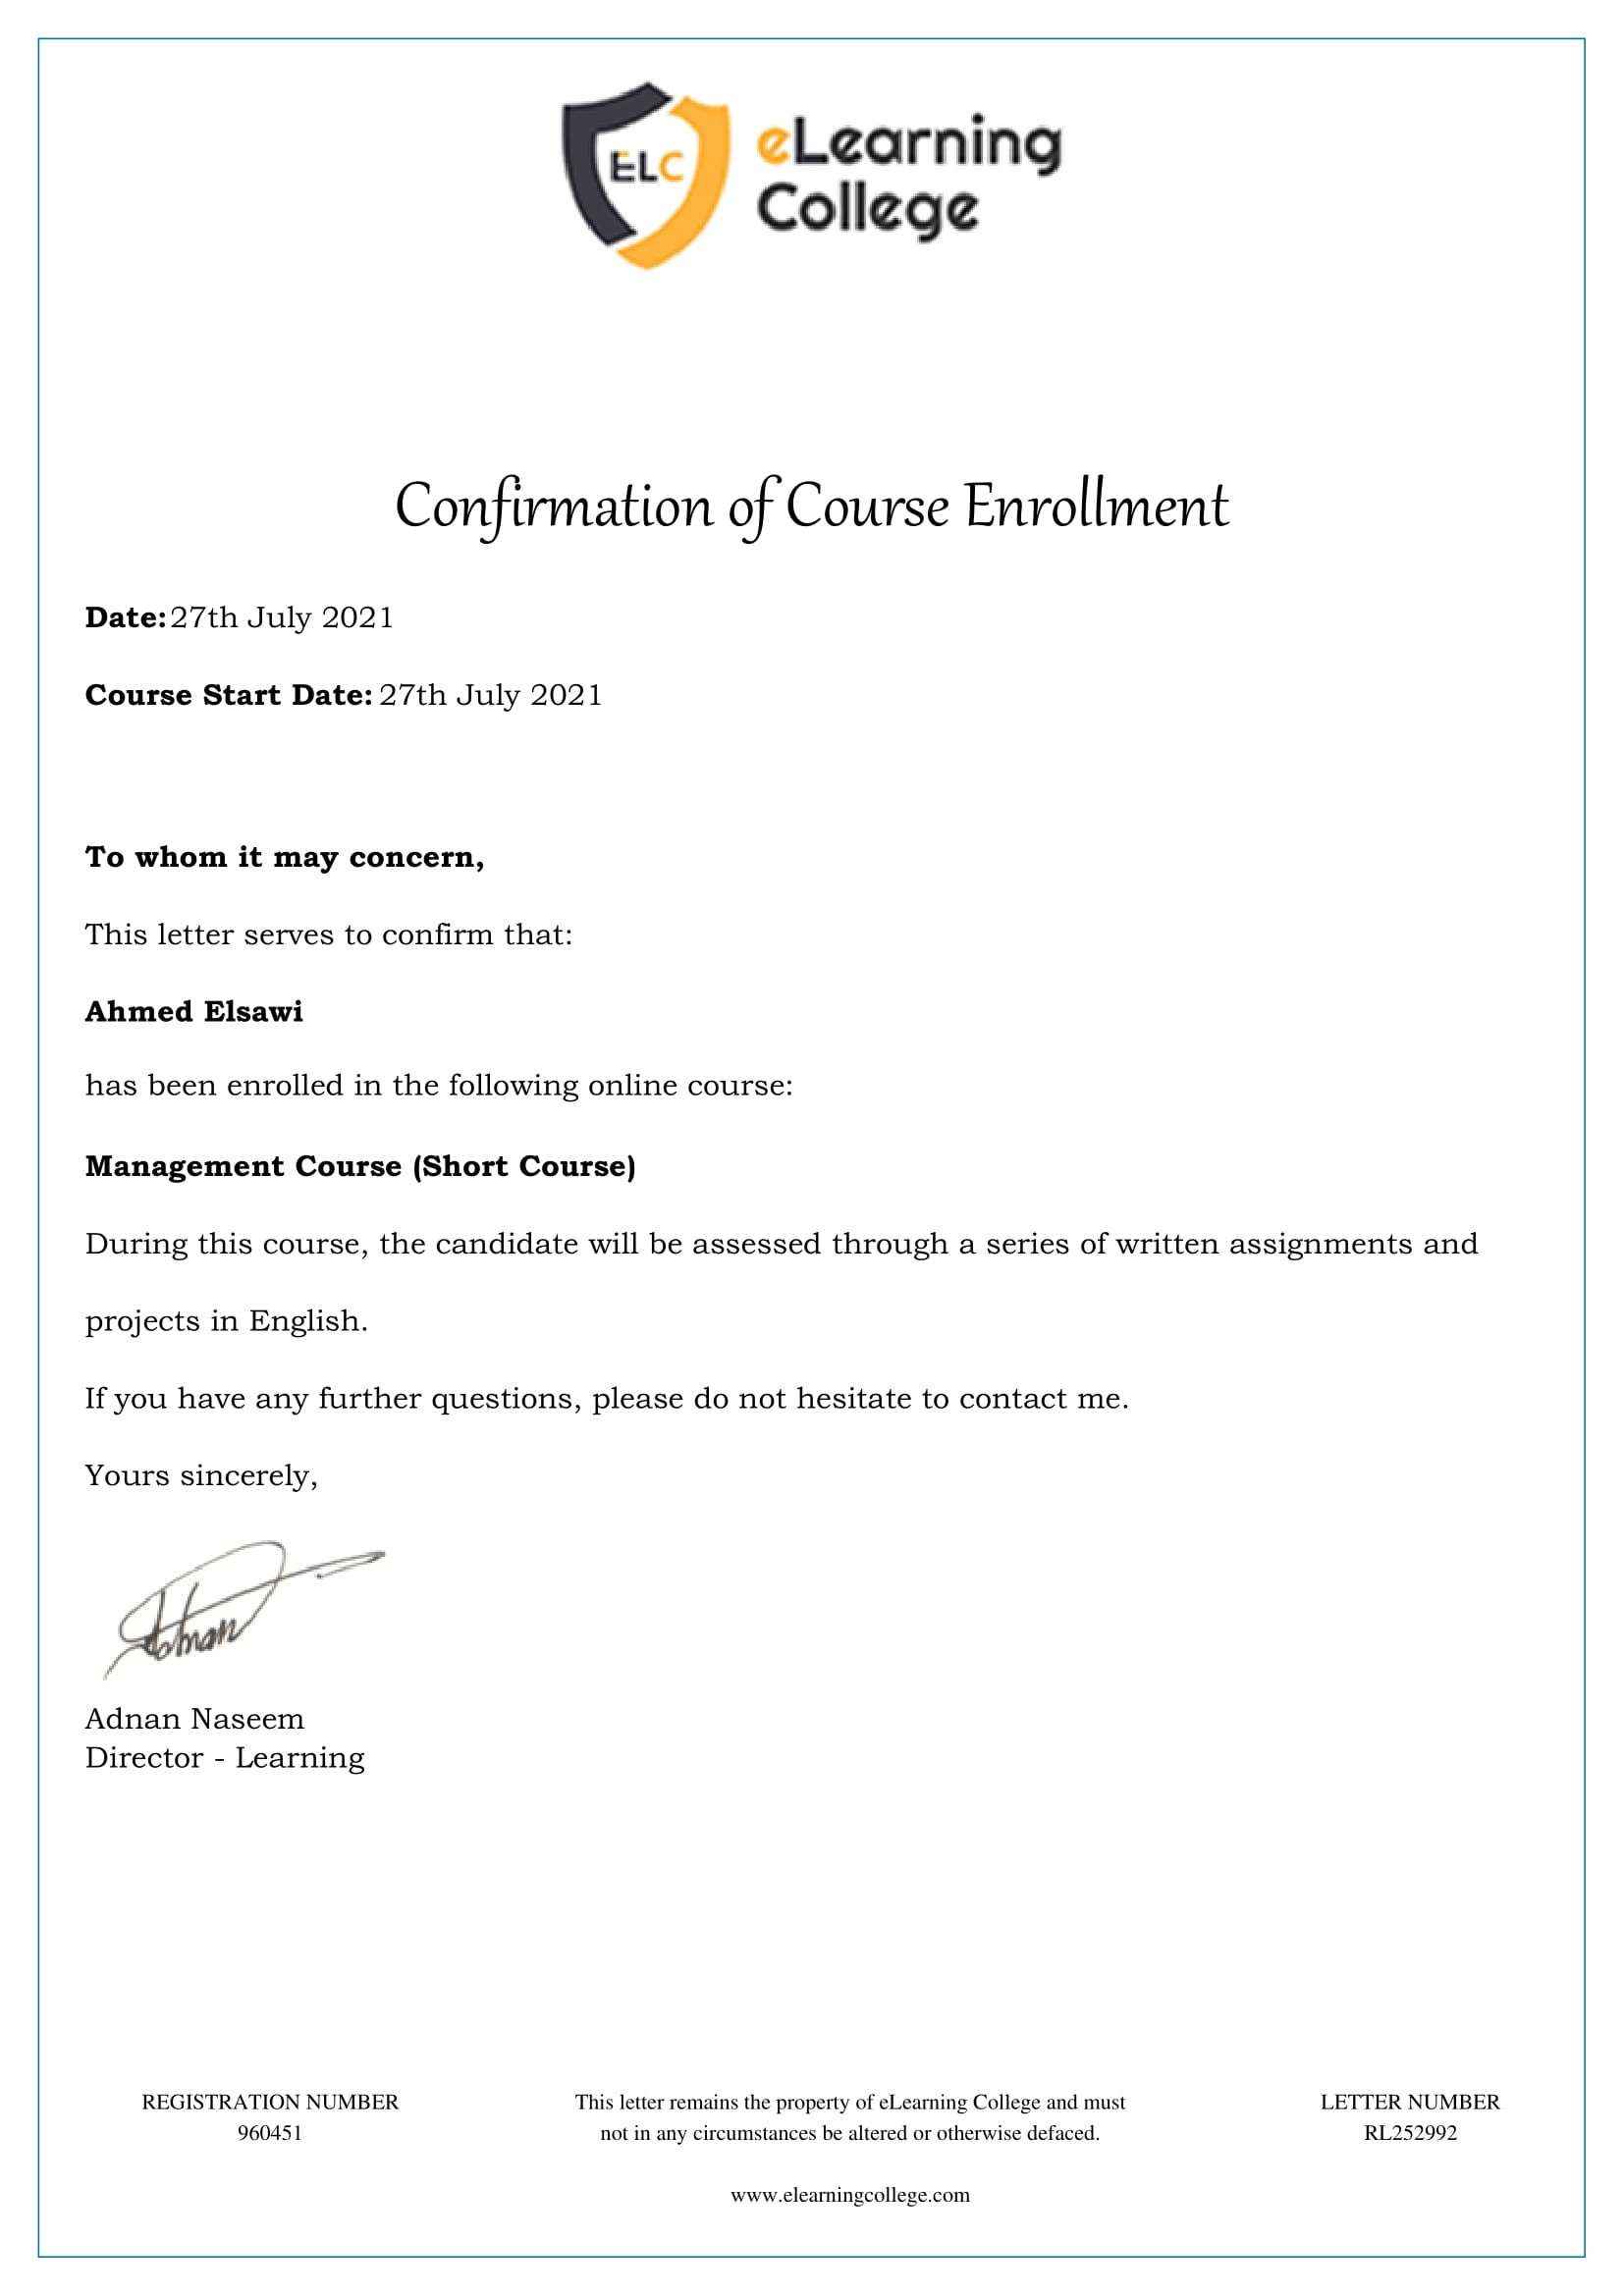 ELC
eLearning
College
Confirmation of Course Enrollment
Date: 27th July 2021
Course Start Date: 27th July 2021
To whom it may concern,
This letter serves to confirm that:
Ahmed Elsawi
has been enrolled in the following online course:
Management Course (Short Course)
During this course, the candidate will be assessed through a series of written assignments and
projects in English.
If you have any further questions, please do not hesitate to contact me.
Yours sincerely,
Adnan
Adnan Naseem
Director - Learning
REGISTRATION NUMBER
960451
This letter remains the property of eLearning College and must
not in any circumstances be altered or otherwise defaced.
LETTER NUMBER
RL252992
www.elearningcollege.com